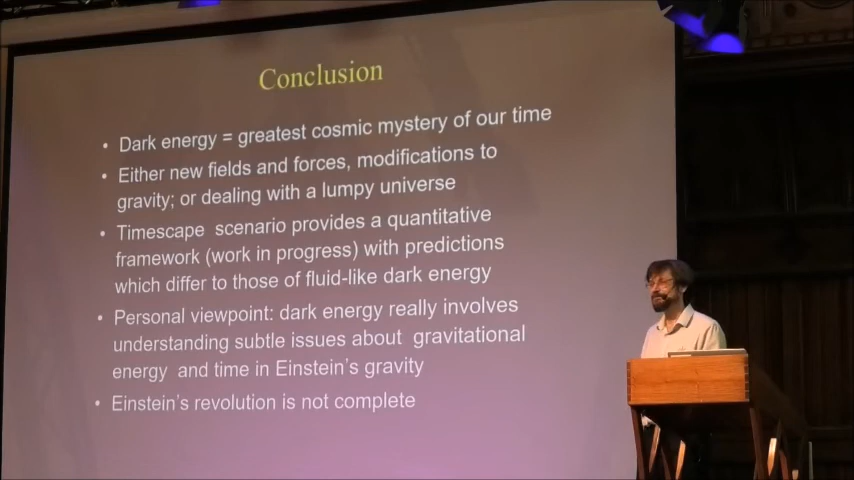 Conclusion
• Dark energy = greatest cosmic mystery of our time
• Either new fields and forces, modifications to
gravity; or dealing with a lumpy universe
• Timescape scenario provides a quantitative
framework (work in progress) with predictions
which differ to those of fluid-like dark energy
• Personal viewpoint: dark energy really involves
understanding subtle issues about gravitational
energy and time in Einstein's gravity
• Einstein's revolution is not complete